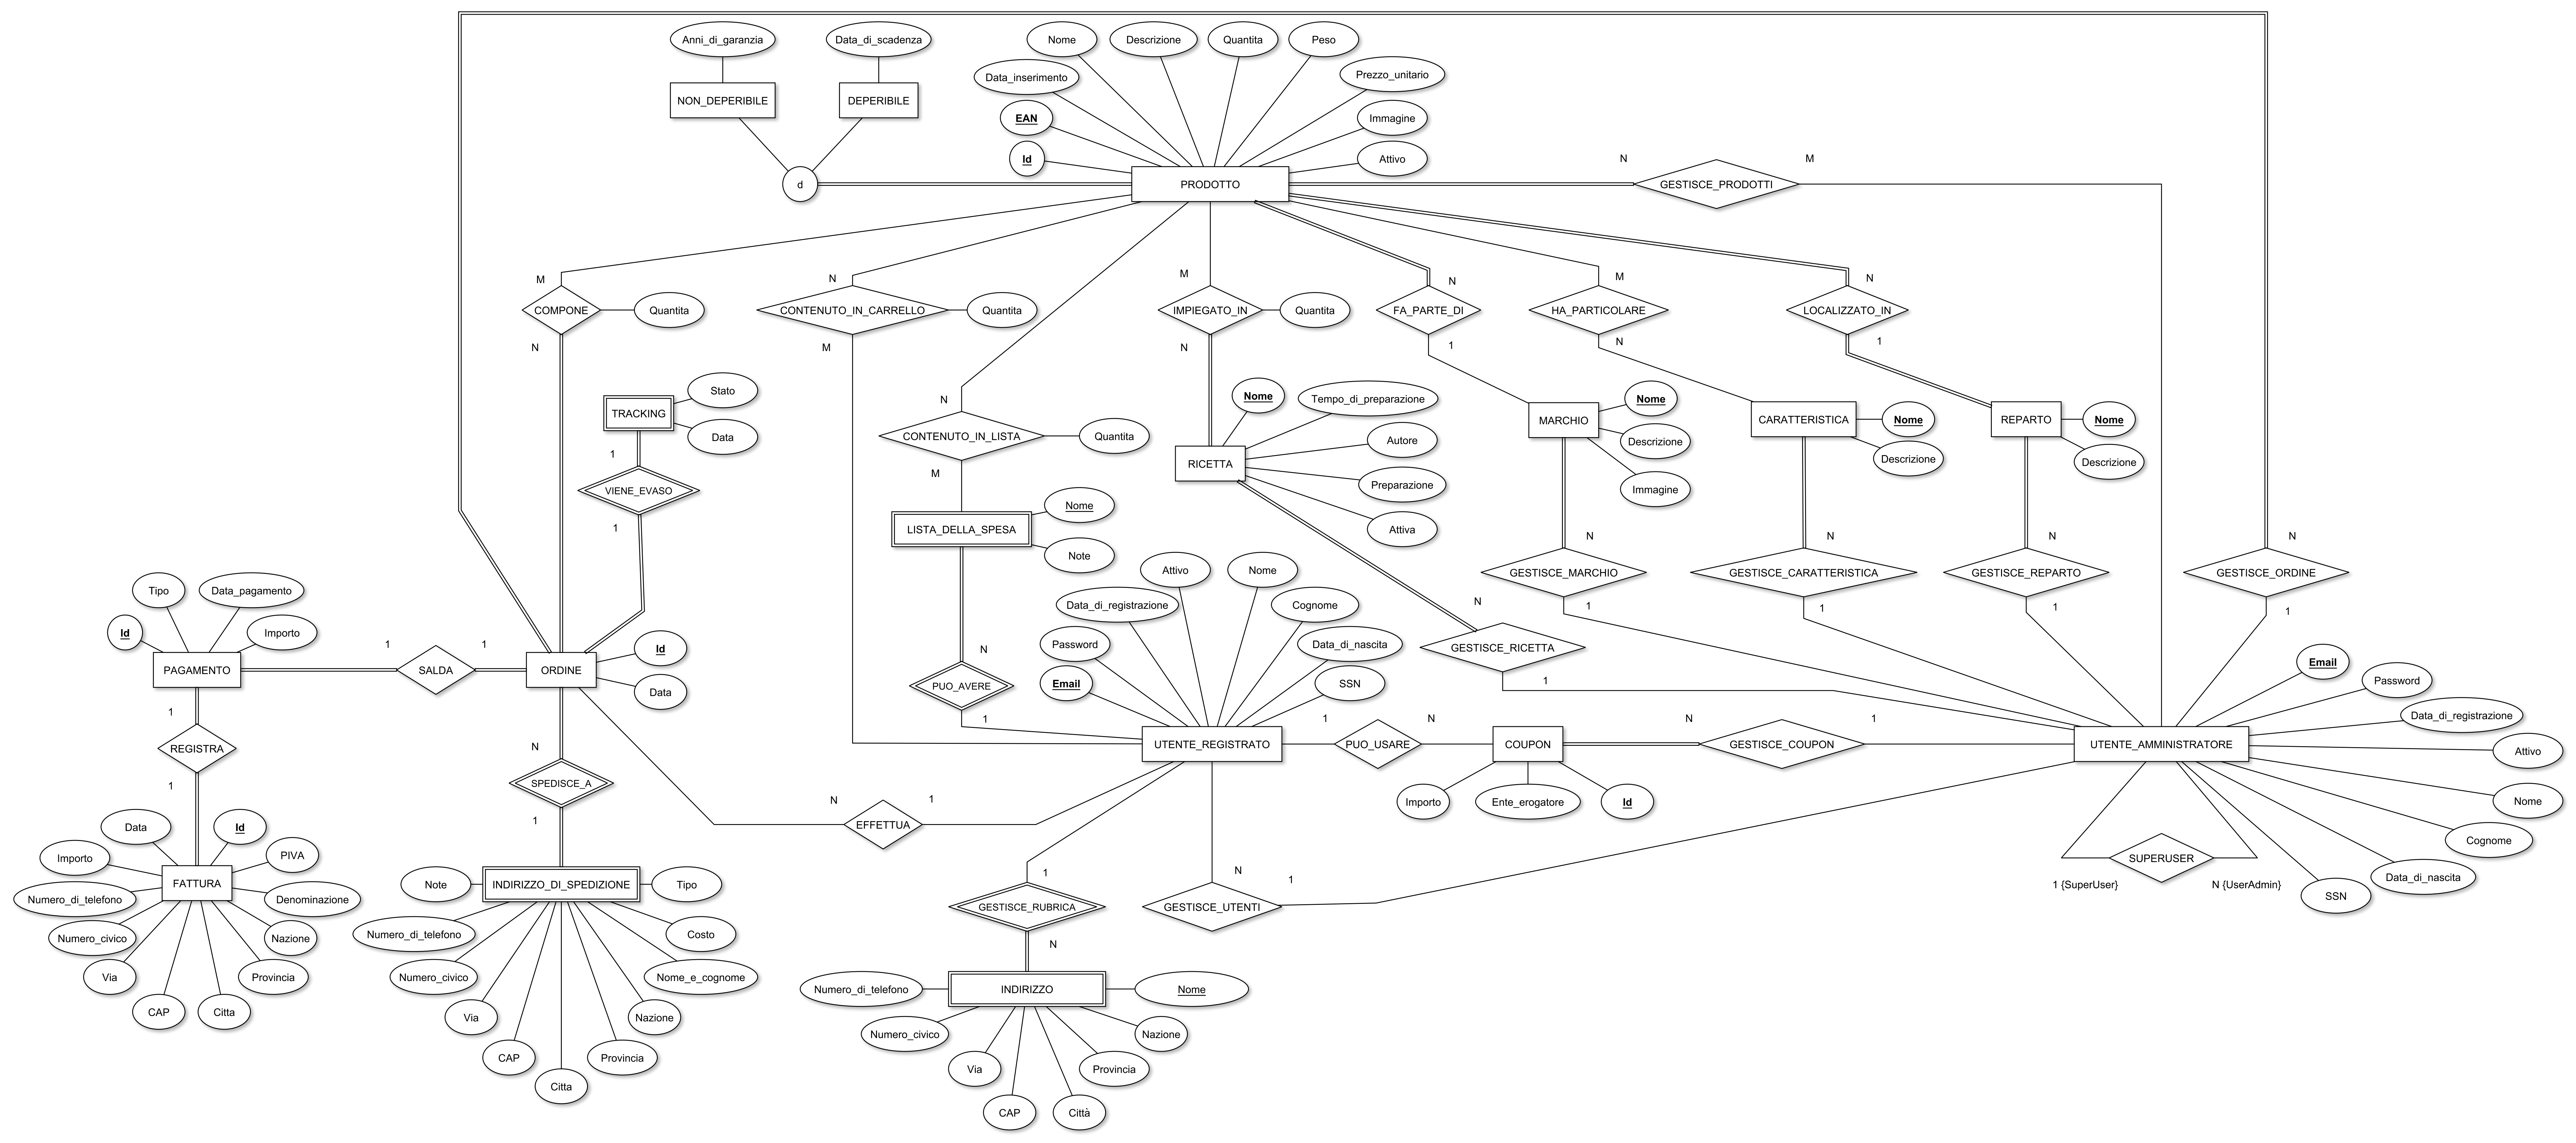 Anni_di_garanzia
Data_di_scadenza
Nome
Descrizione
Quantita
Peso
Data_inserimento
Prezzo_unitario
NON_DEPERIBILE
DEPERIBILE
EAN
Immagine
Id
Attivo
d
PRODOTTO
N
GESTISCE_PRODOTTI
M
M
COMPONE
Quantita
N
N
CONTENUTO_IN_CARRELLO
Quantita
M
M
IMPIEGATO_IN
Quantita
N
N
FA_PARTE_DI
1
M
HA_PARTICOLARE
N
N
LOCALIZZATO_IN
1
TRACKING
Stato
Data
1
VIENE_EVASO
1
N
CONTENUTO_IN_LISTA
Quantita
M
LISTA_DELLA_SPESA
Nome
Note
N
PUO_AVERE
1
RICETTA
Nome
Tempo_di_preparazione
Autore
Preparazione
Attiva
MARCHIO
Nome
Descrizione
Immagine
CARATTERISTICA
Nome
Descrizione
REPARTO
Nome
Descrizione
N
GESTISCE_MARCHIO
1
N
GESTISCE_CARATTERISTICA
1
N
GESTISCE_REPARTO
1
N
GESTISCE_ORDINE
1
N
GESTISCE_RICETTA
1
Tipo
Data_pagamento
Id
Importo
PAGAMENTO
1
SALDA
1
ORDINE
Id
Data
1
REGISTRA
1
N
SPEDISCE_A
1
Attivo
Nome
Data_di_registrazione
Cognome
Password
Data_di_nascita
Email
SSN
UTENTE_REGISTRATO
1
PUO_USARE
N
COUPON
Importo
Ente_erogatore
Id
N
GESTISCE_COUPON
1
UTENTE_AMMINISTRATORE
Email
Password
Data_di_registrazione
Attivo
Nome
Cognome
Data_di_nascita
SSN
SUPERUSER
1 {SuperUser}
N {UserAdmin}
N
EFFETTUA
1
1
GESTISCE_RUBRICA
N
N
GESTISCE_UTENTI
1
Data
Id
Importo
PIVA
FATTURA
Numero_di_telefono
Denominazione
Numero_civico
Nazione
Via
Provincia
CAP
Citta
Note
INDIRIZZO_DI_SPEDIZIONE
Tipo
Numero_di_telefono
Costo
Numero_civico
Nome_e_cognome
Via
Nazione
CAP
Provincia
Citta
Numero_di_telefono
INDIRIZZO
Nome
Numero_civico
Nazione
Via
Provincia
CAP
Città